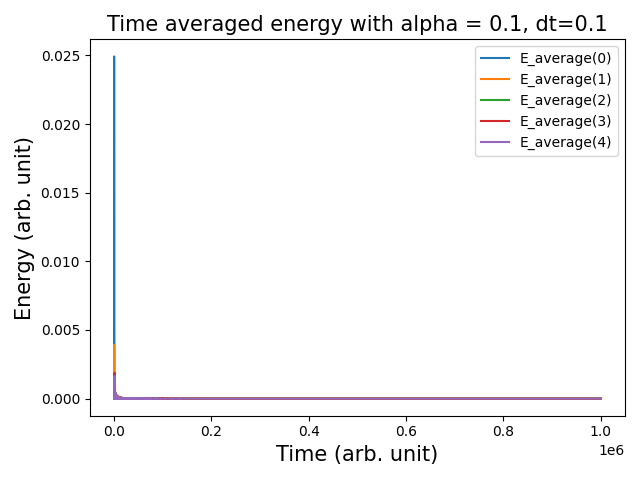 Time averaged energy with alpha = 0.1, dt=0.1
E_average(0)
E_average(1)
E_average(2)
E_average(3)
E_average(4)
Energy (arb. unit)
0.025
0.020
0.015
0.010
0.005
0.000
0.0 0.2 0.4 0.6 0.8 1.0
1e6
Time (arb. unit)